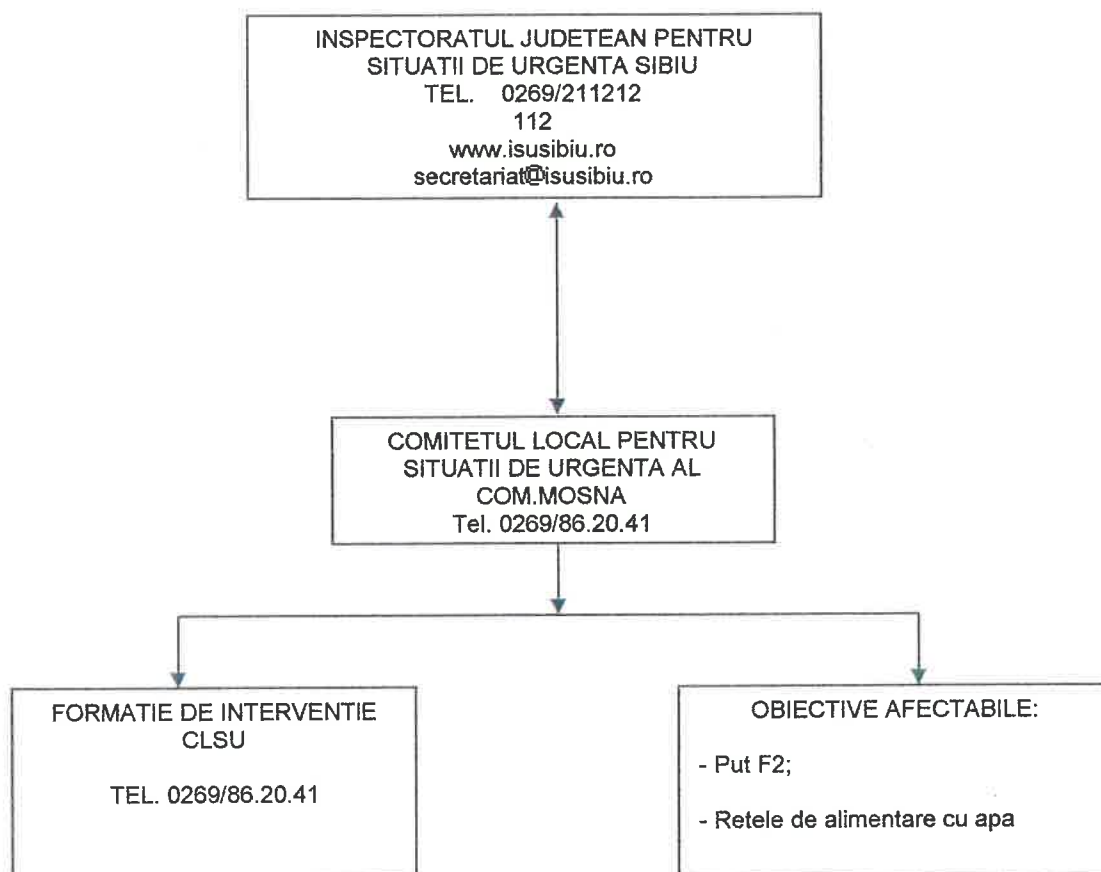 INSPECTORATUL JUDETEAN PENTRU
SITUATII DE URGENTA SIBIU
TEL. 0269/211212
112
www.isusibiu.ro
secretariat@isusibiu.ro
COMITETUL LOCAL PENTRU
SITUATII DE URGENTA AL
COM.MOSNA
Tel. 0269/86.20.41
FORMATIE DE INTERVENTIE
CLSU
TEL. 0269/86.20.41
OBIECTIVE AFECTABILE:
- Put F2;
- Retele de alimentare cu apa